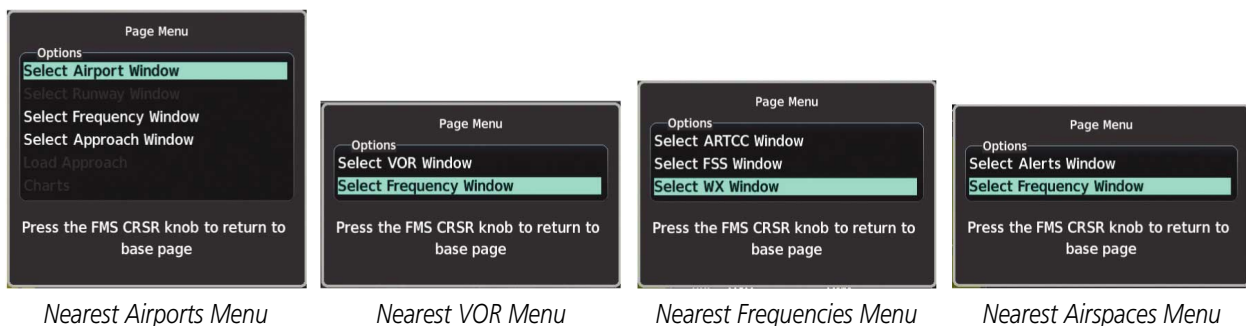 Page Menu
Options
Select Airport Window
Select Runway Window
Select Frequency Window
Select Approach Window
Load Approach
Charts
Press the FMS CRSR knob to return to
base page
Nearest Airports Menu
Page Menu
Options
Select VOR Window
Select Frequency Window
Press the FMS CRSR knob to return to
base page
Nearest VOR Menu
Page Menu
Options
Select ARTCC Window
Select FSS Window
Select WX Window
Press the FMS CRSR knob to return to
base page
Nearest Frequencies Menu
Page Menu
Options
Select Alerts Window
Select Frequency Window
Press the FMS CRSR knob to return to
base page
Nearest Airspaces Menu